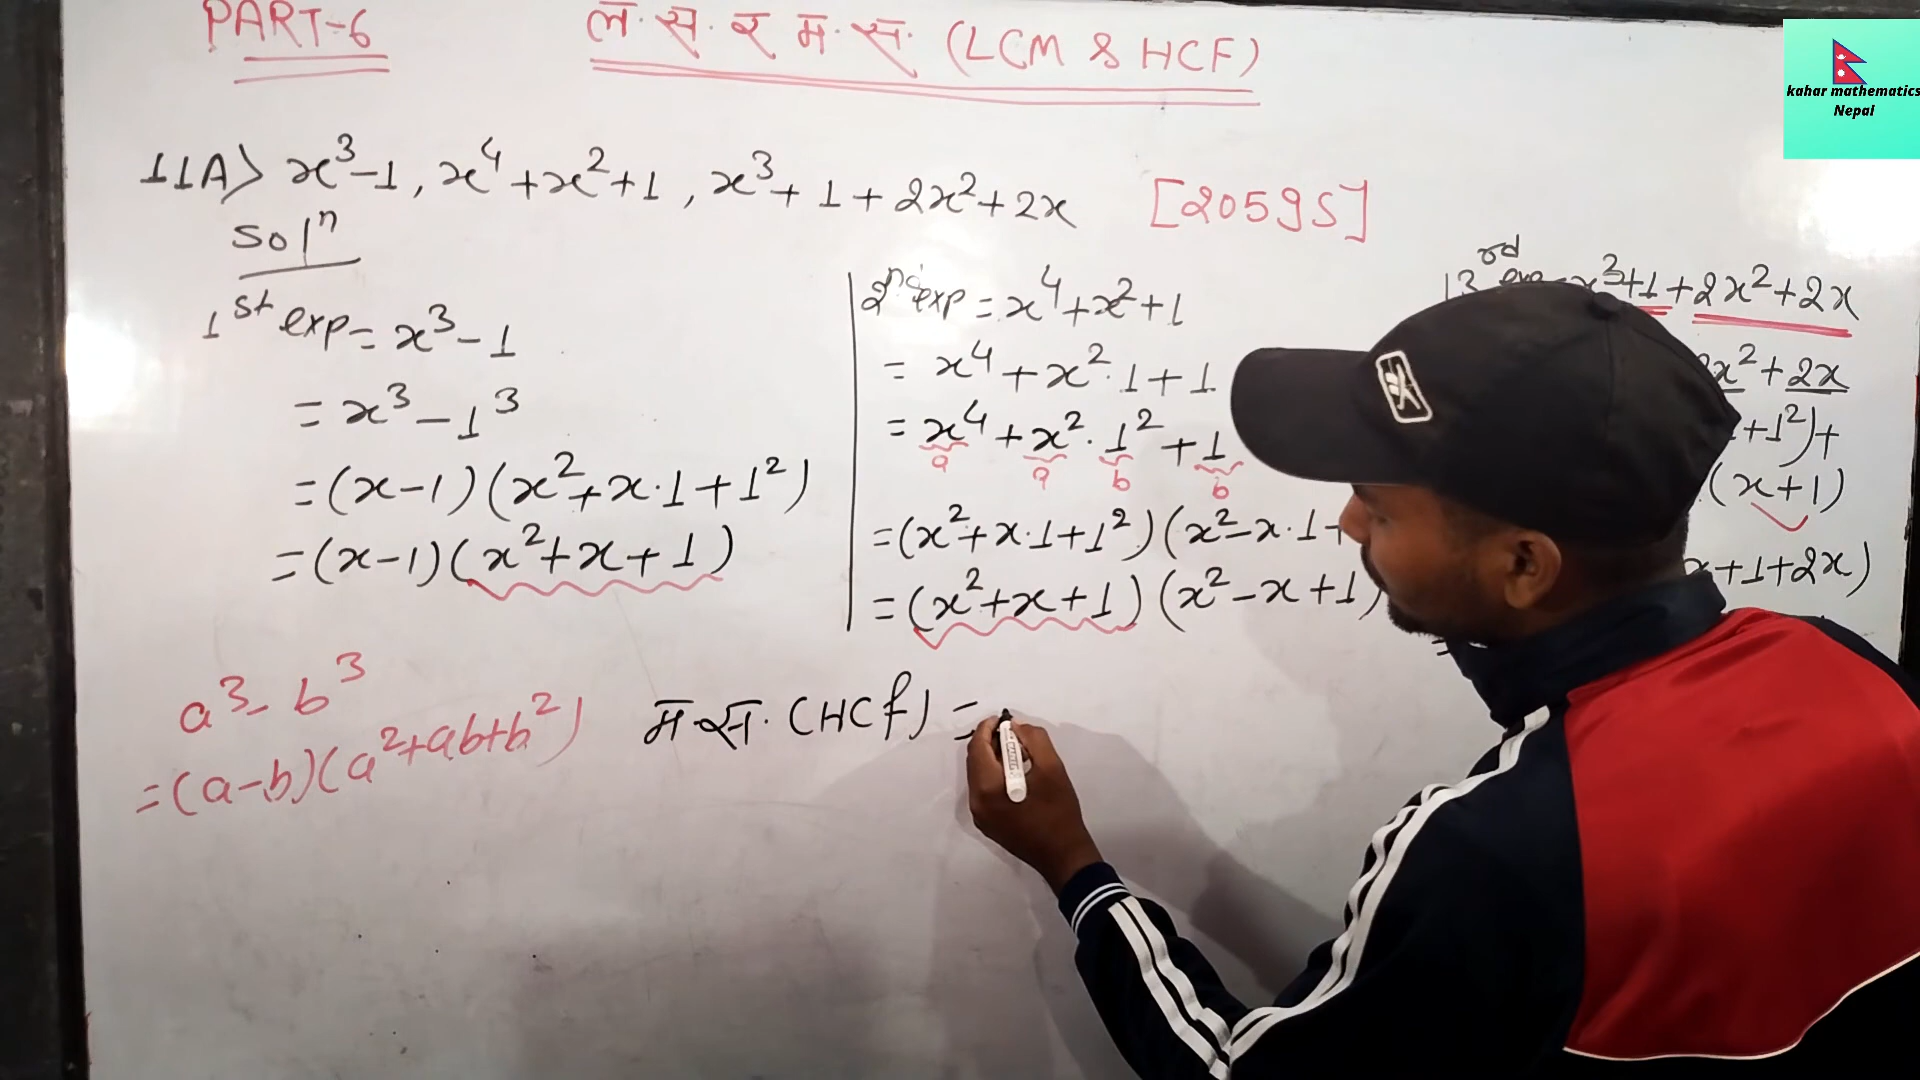 PART-6
ल.स. र म.स. (LCM & HCF)
kahar mathematics
Nepal
11A> x³-1, x⁴+x²+1, x³+1+2x²+2x [2059S]
Solⁿ
1st exp = x³-1
= x³-1³
=(x-1)(x²+x·1+1²)
=(x-1)(x²+x+1)
a³-b³
=(a-b)(a²+ab+b²)
2nd exp = x⁴+x²+1
= x⁴+x²·1+1
= x⁴+x²·1²+1
a a b b
=(x²+x·1+1²)(x²-x·1+
=(x²+x+1)(x²-x+1)
3rd exp = x³+1+2x²+2x
2x²+2x
+1²)+
(x+1)
x+1+2x)
=
म.स. (HCf) =